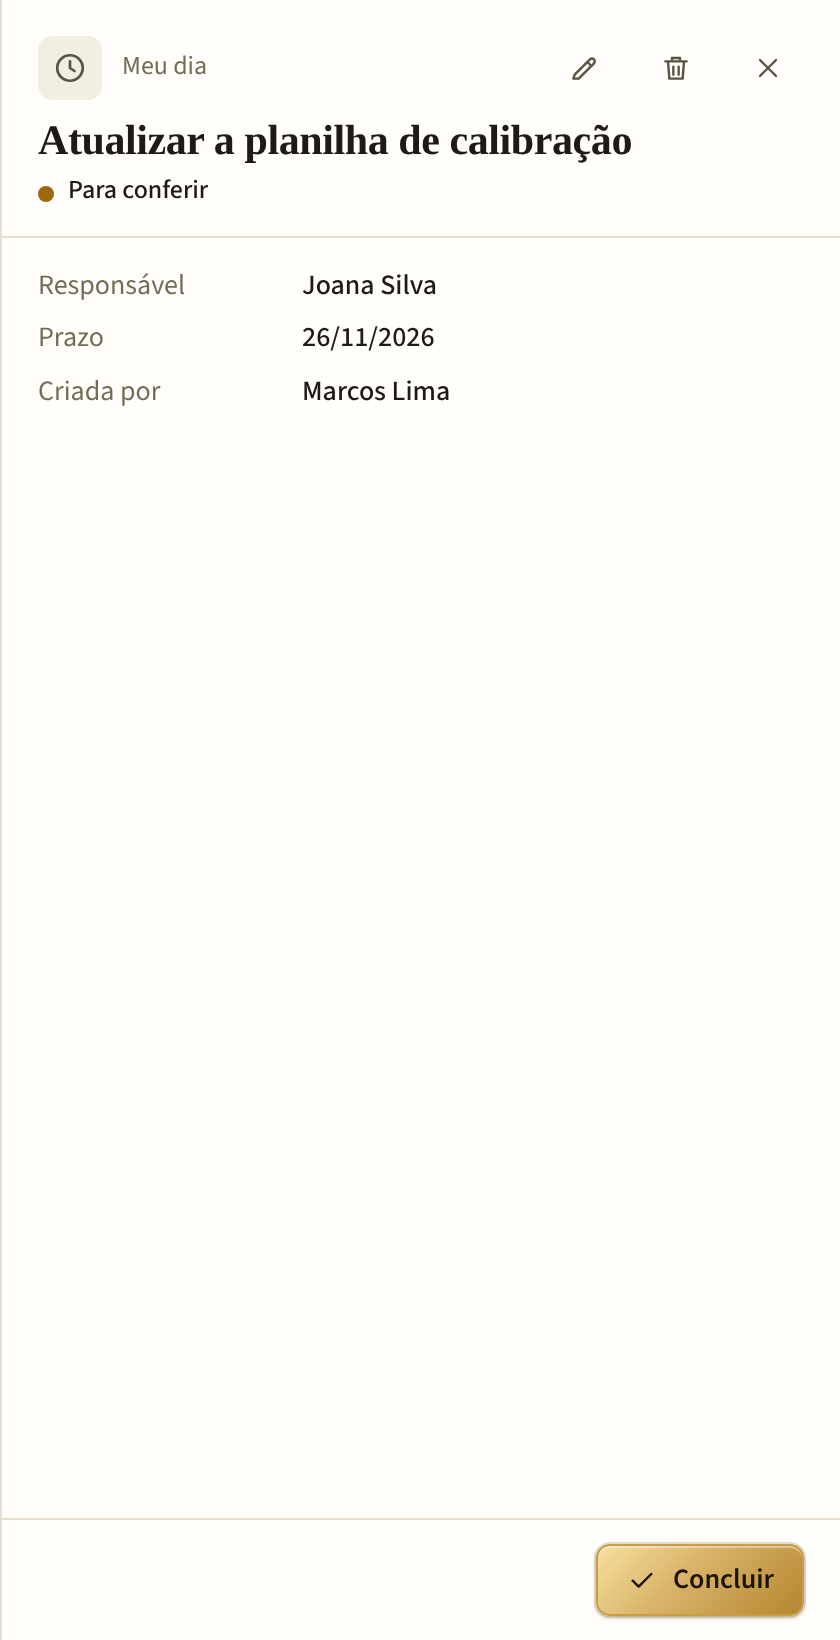 Meu dia
Atualizar a planilha de calibração
Para conferir
Responsável Joana Silva
Prazo 26/11/2026
Criada por Marcos Lima
Concluir